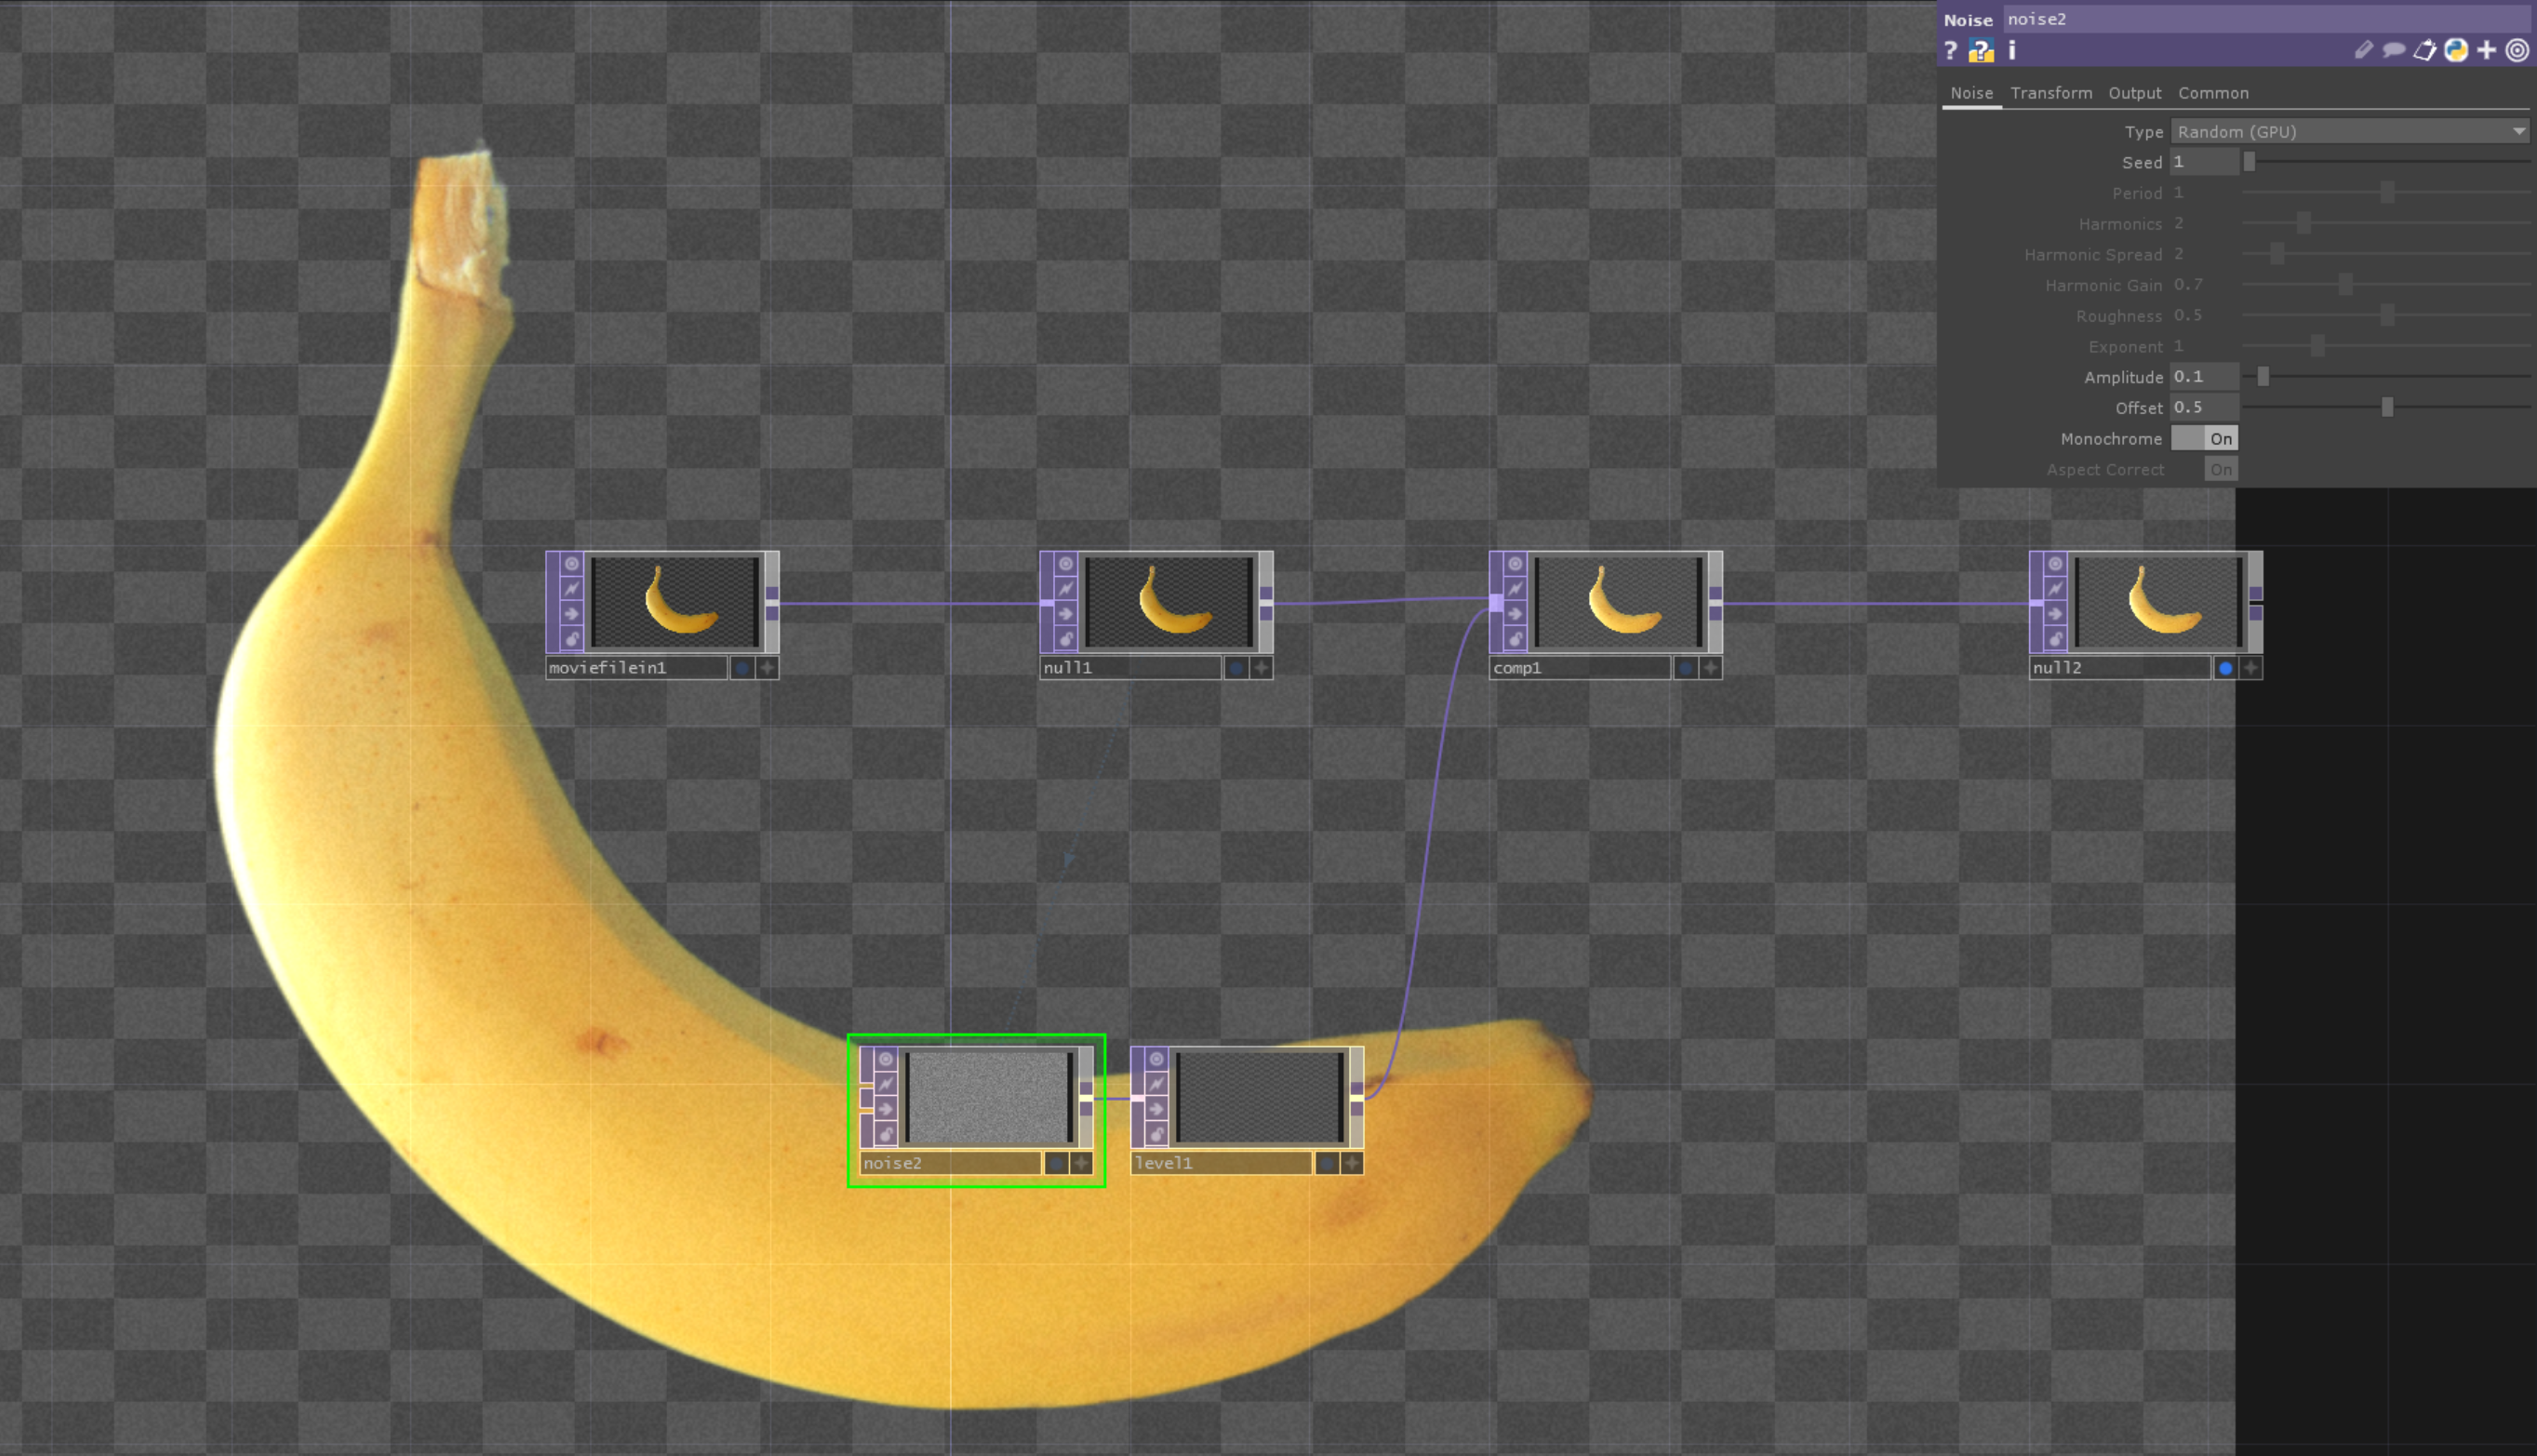 Noise noise2
? ? i
Noise Transform Output Common
Type Random (GPU)
Seed 1
Period 1
Harmonics 2
Harmonic Spread 2
Harmonic Gain 0.7
Roughness 0.5
Exponent 1
Amplitude 0.1
Offset 0.5
Monochrome On
Aspect Correct On
moviefilein1 null1 comp1 null2
noise2 level1